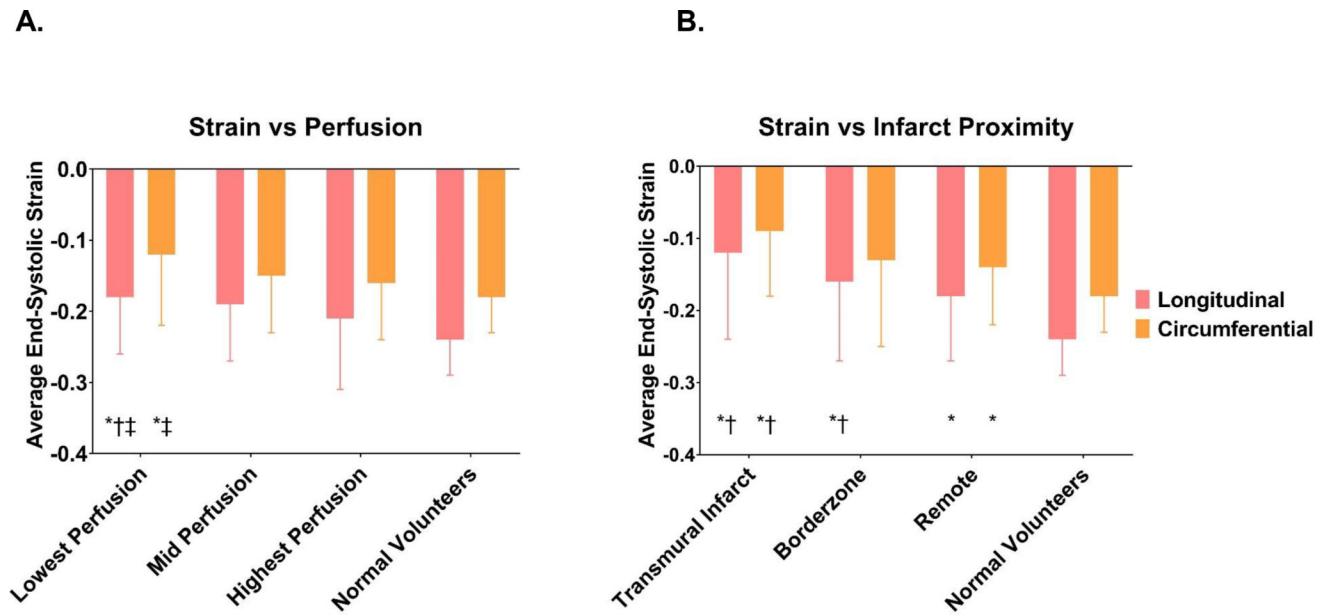 A.
Strain vs Perfusion
Average End-Systolic Strain
0.0
-0.1
-0.2
-0.3
-0.4
*†‡ *‡
Lowest Perfusion
Mid Perfusion
Highest Perfusion
Normal Volunteers
B.
Strain vs Infarct Proximity
Average End-Systolic Strain
0.0
-0.1
-0.2
-0.3
-0.4
*† *† *† * *
Transmural Infarct
Borderzone
Remote
Normal Volunteers
Longitudinal
Circumferential